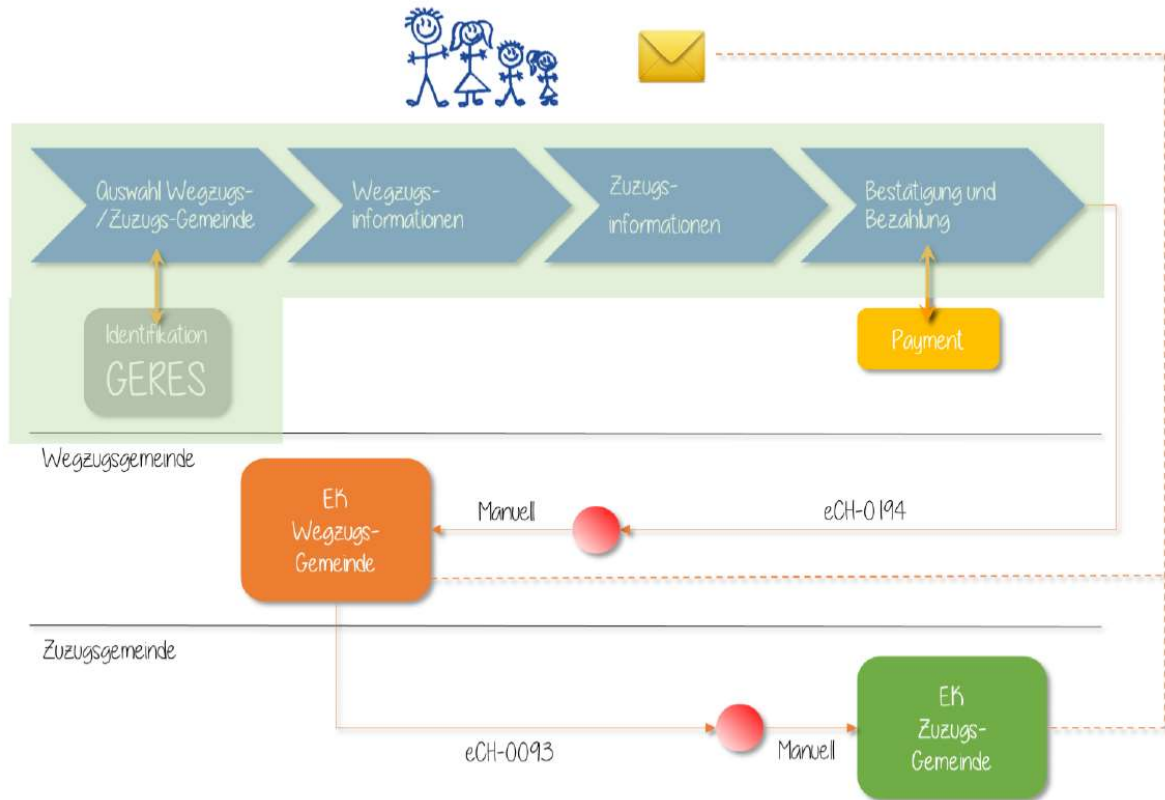 Auswahl Wegzugs-
/Zuzugs-Gemeinde
Wegzugs-
informationen
Zuzugs-
informationen
Bestätigung und
Bezahlung
Identifikation
GERES
Payment
Wegzugsgemeinde
EK
Wegzugs-
Gemeinde
Manuell
eCH-0194
Zuzugsgemeinde
eCH-0093
Manuell
EK
Zuzugs-
Gemeinde